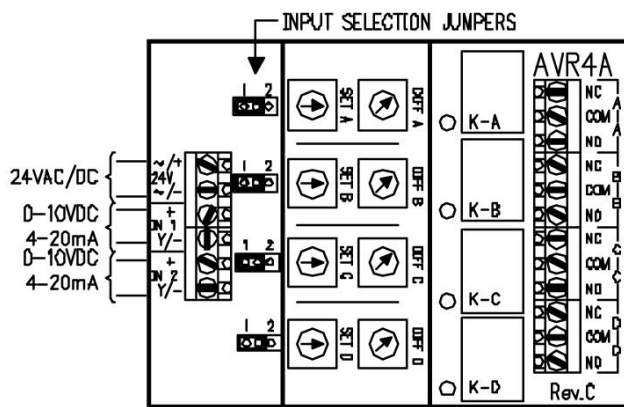 INPUT SELECTION JUMPERS
AVR4A
1 2
SET A
DIFF A
K-A
NC
COM
NO
A
A
24VAC/DC
~/+
24V
~/-
1 2
SET B
DIFF B
K-B
NC
COM
NO
B
B
0-10VDC
4-20mA
+
IN 1
Y/-
0-10VDC
4-20mA
+
IN 2
Y/-
1 2
SET C
DIFF C
K-C
NC
COM
NO
C
C
1 2
SET D
DIFF D
K-D
NC
COM
NO
D
D
Rev.C